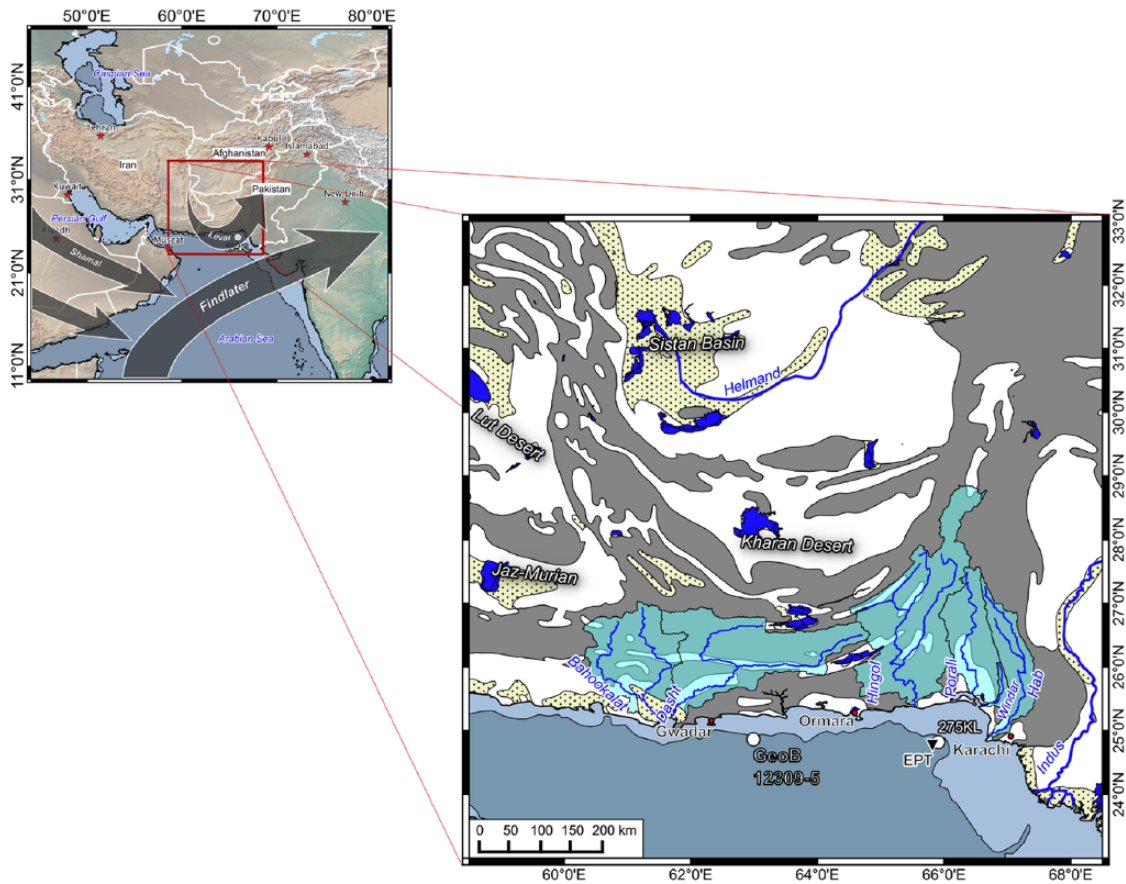 50°0'E 60°0'E 70°0'E 80°0'E
41°0'N
31°0'N
21°0'N
11°0'N
Caspian Sea
Tehran
Kabul
Islamabad
Afghanistan
Iran
Pakistan
Kuwait
New Delhi
Persian Gulf
Riyadh
Muscat
Levar
Shamal
Findlater
Arabian Sea
33°0'N
32°0'N
31°0'N
30°0'N
29°0'N
28°0'N
27°0'N
26°0'N
25°0'N
24°0'N
Sistan Basin
Helmand
Lut Desert
Kharan Desert
Jaz-Murian
Bahookalat
Dasht
Hingol
Porali
Windar
Hab
Gwadar
Ormara
275KL
Karachi
EPT
Indus
GeoB
12309-5
0 50 100 150 200 km
60°0'E 62°0'E 64°0'E 66°0'E 68°0'E